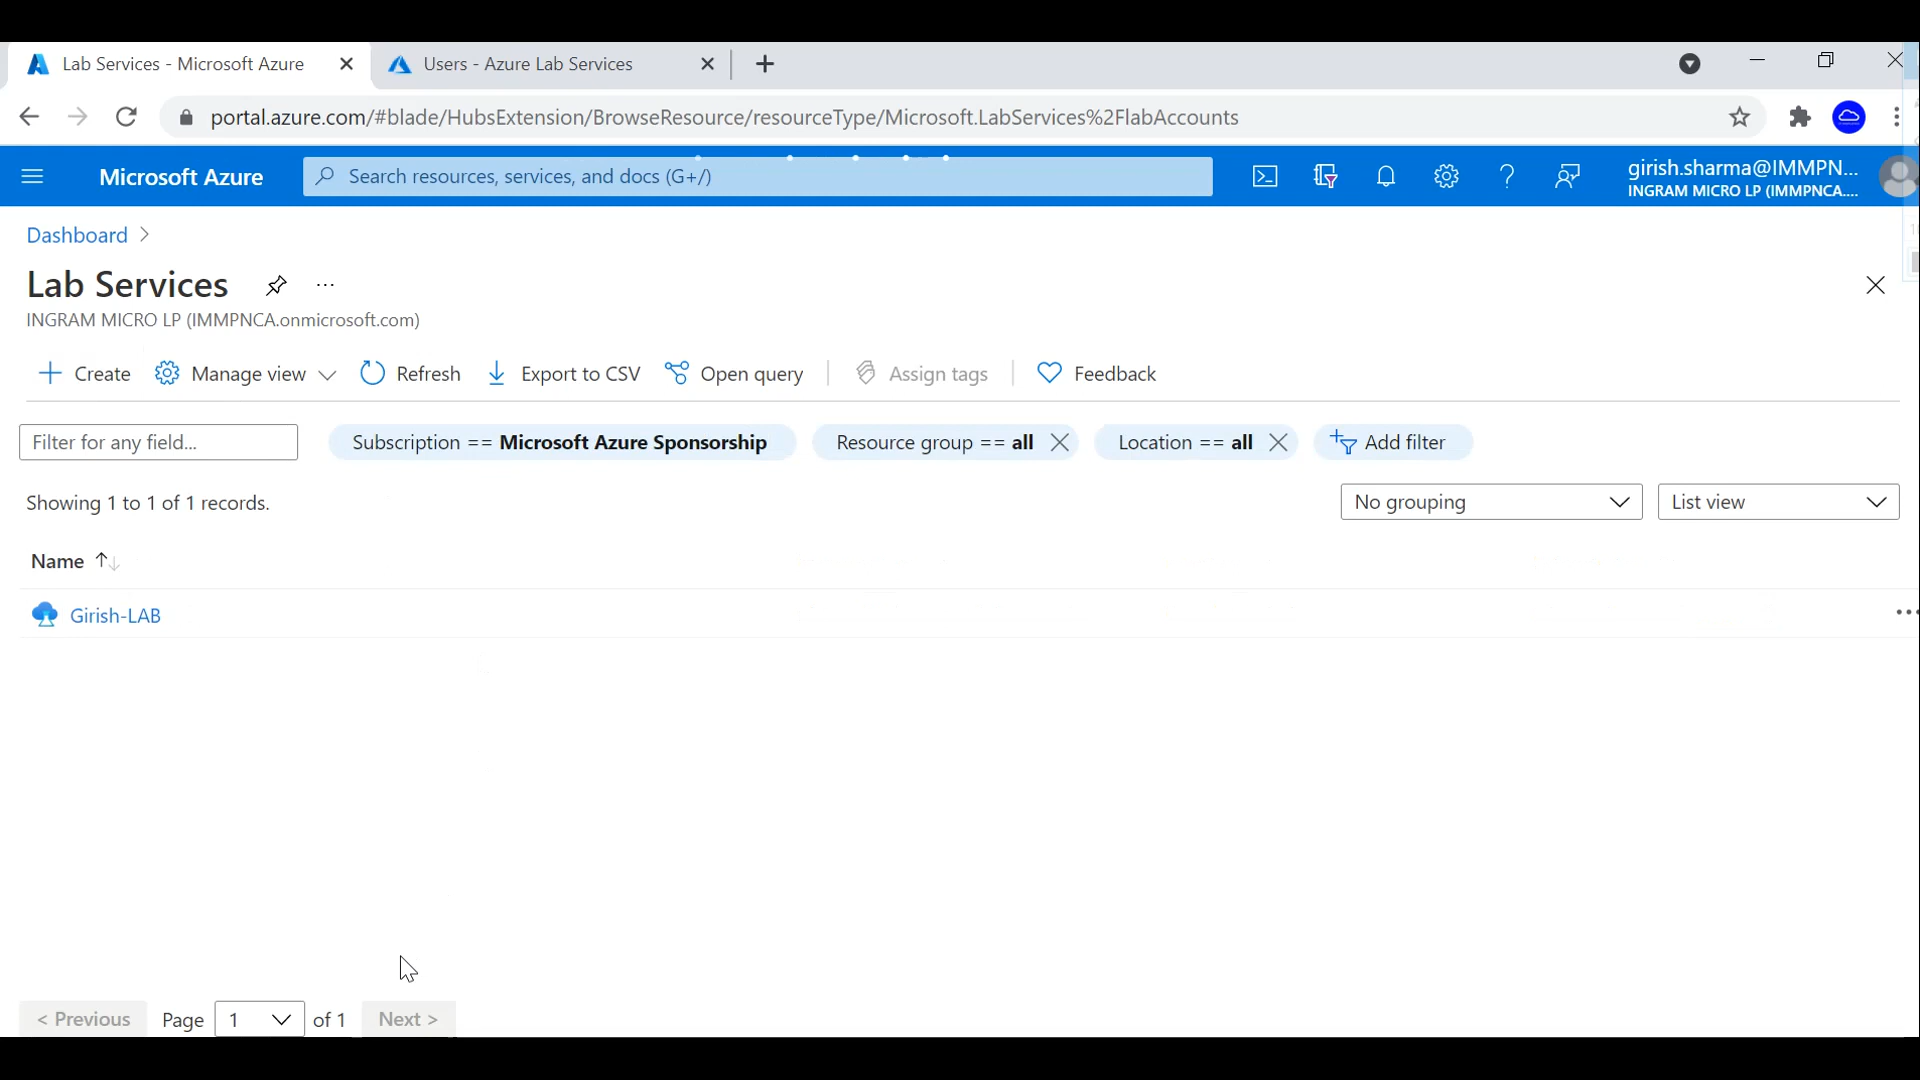 Lab Services - Microsoft Azure
Users - Azure Lab Services
portal.azure.com/#blade/HubsExtension/BrowseResource/resourceType/Microsoft.LabServices%2FlabAccounts
Microsoft Azure
Search resources, services, and docs (G+/)
girish.sharma@IMMPN...
INGRAM MICRO LP (IMMPNCA....
Dashboard
Lab Services
INGRAM MICRO LP (IMMPNCA.onmicrosoft.com)
Create Manage view Refresh Export to CSV Open query Assign tags Feedback
Filter for any field... Subscription == Microsoft Azure Sponsorship Resource group == all Location == all Add filter
Showing 1 to 1 of 1 records. No grouping List view
Name
Girish-LAB
< Previous Page 1 of 1 Next >